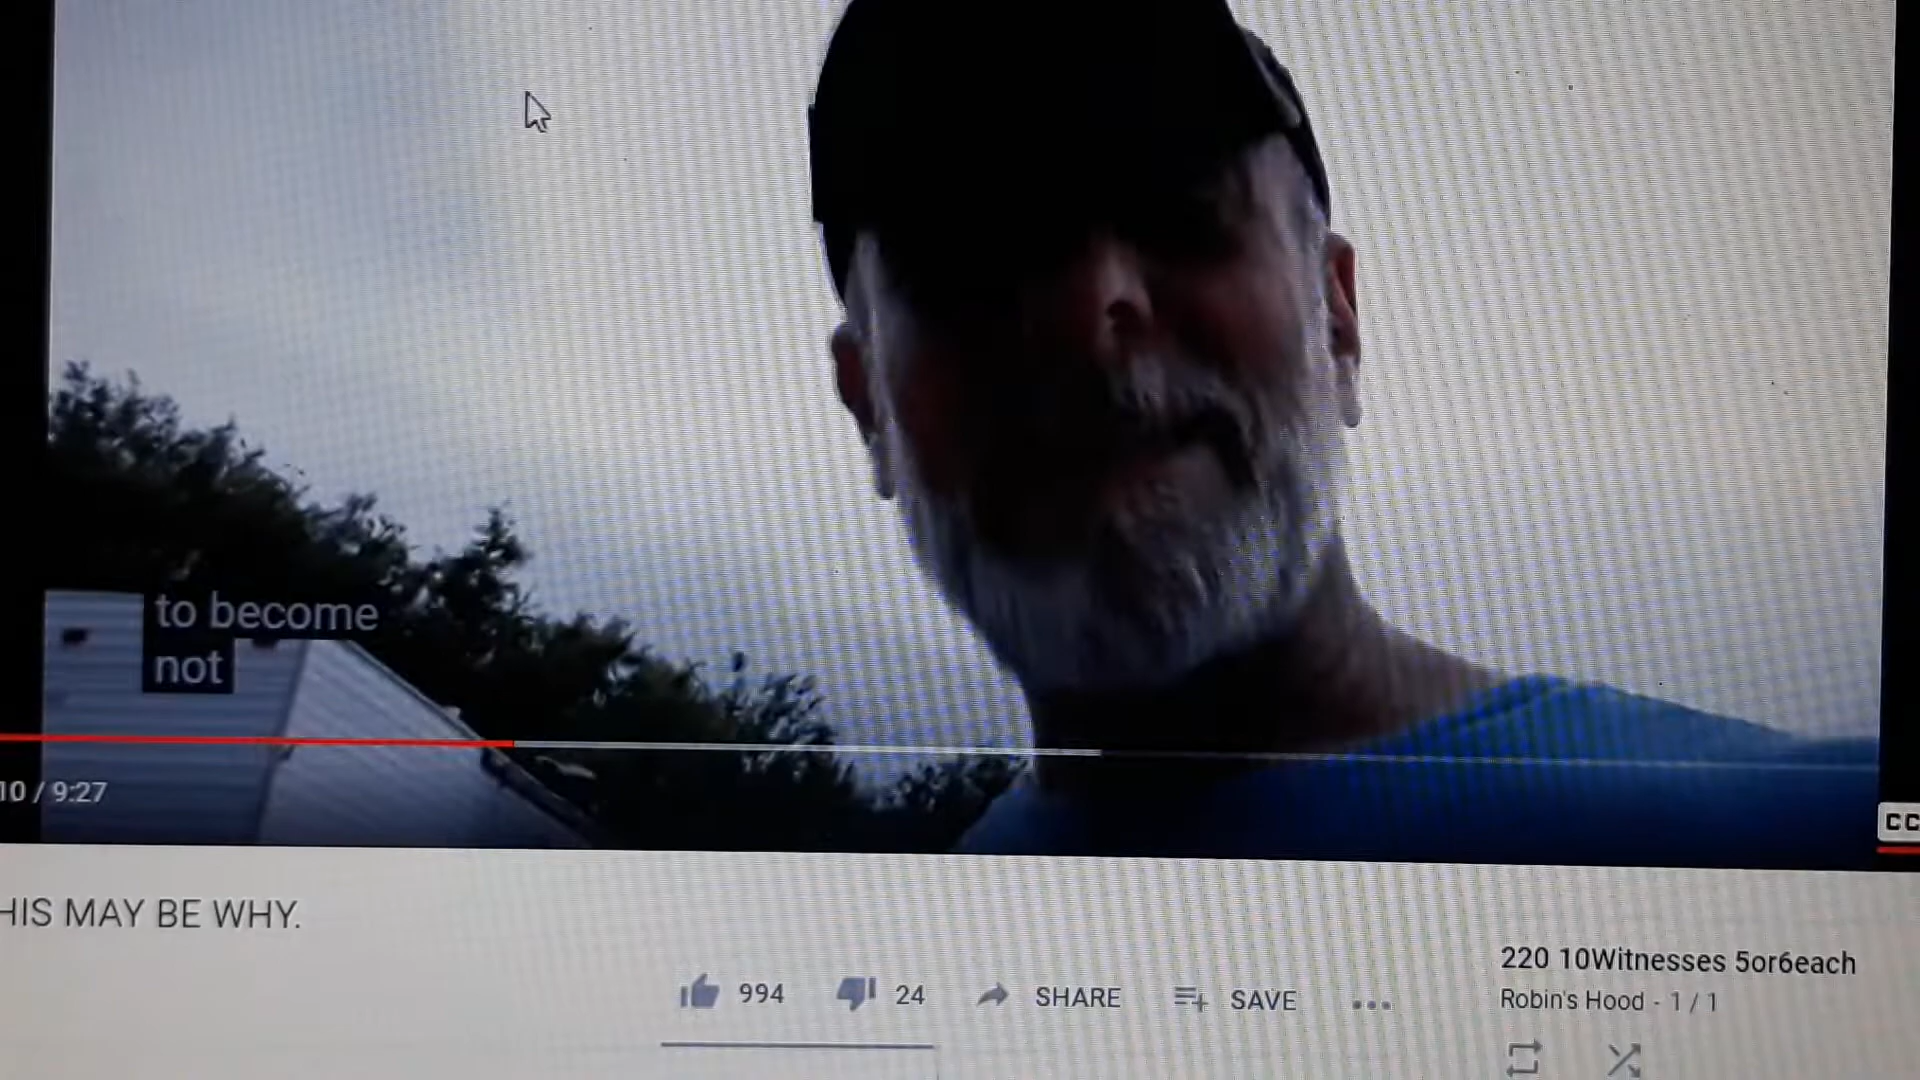 to become
not
10 / 9:27
CC
HIS MAY BE WHY.
994
24
SHARE
SAVE
220 10Witnesses 5or6each
Robin's Hood - 1 / 1